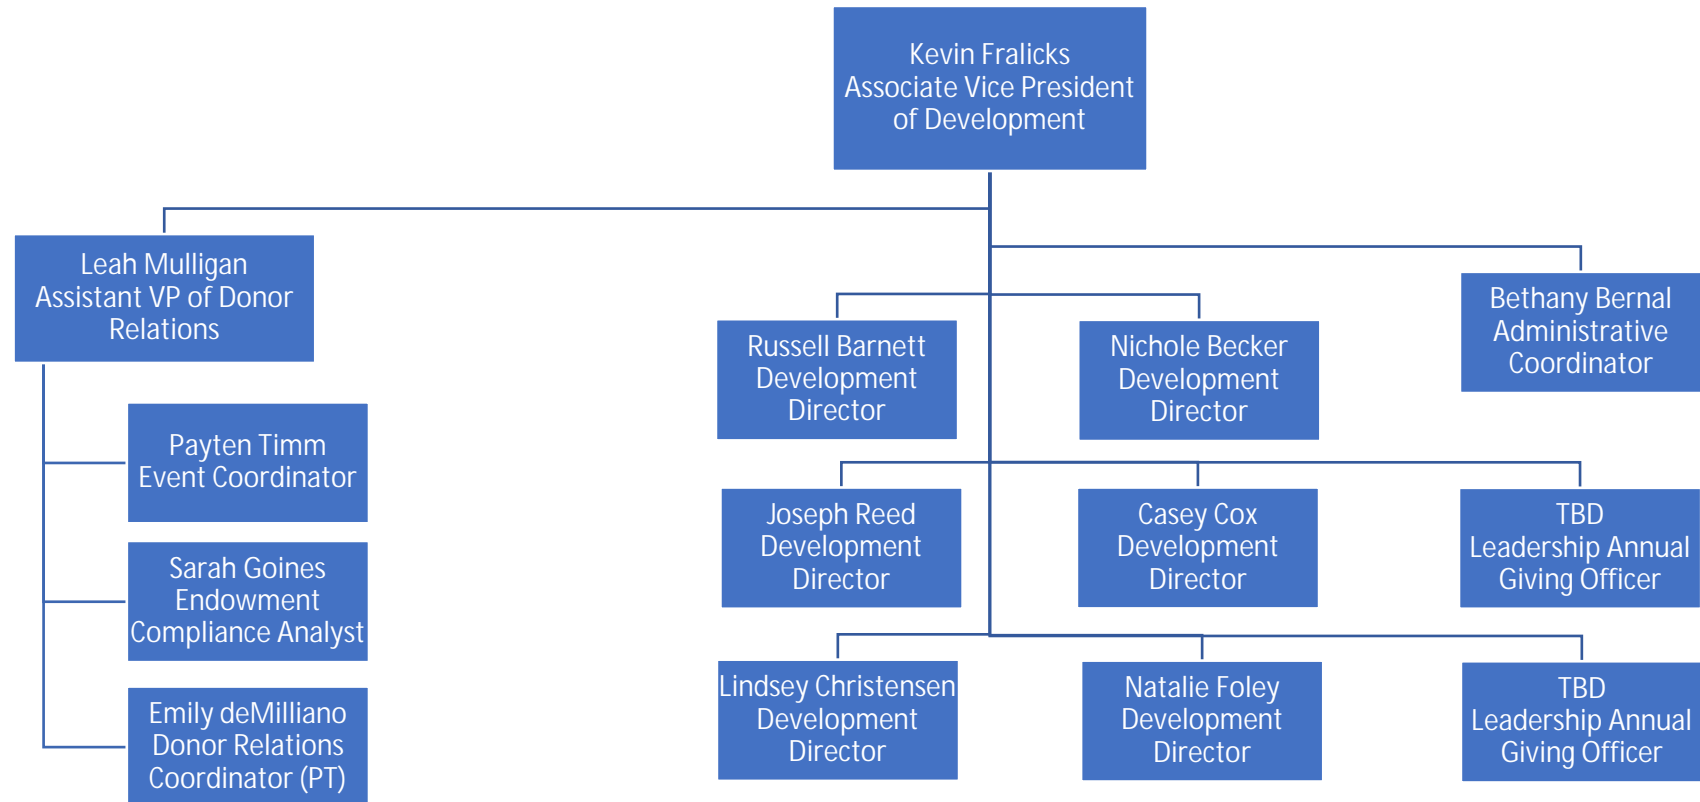 Kevin Fralicks
Associate Vice President
of Development
Leah Mulligan
Assistant VP of Donor
Relations
Payten Timm
Event Coordinator
Sarah Goines
Endowment
Compliance Analyst
Emily deMilliano
Donor Relations
Coordinator (PT)
Russell Barnett
Development
Director
Nichole Becker
Development
Director
Bethany Bernal
Administrative
Coordinator
Joseph Reed
Development
Director
Casey Cox
Development
Director
TBD
Leadership Annual
Giving Officer
Lindsey Christensen
Development
Director
Natalie Foley
Development
Director
TBD
Leadership Annual
Giving Officer